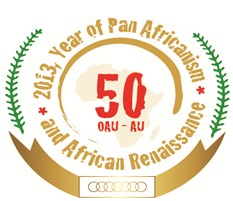 * 2013, Year of Pan Africanism *
and African Renaissance
50
OAU - AU